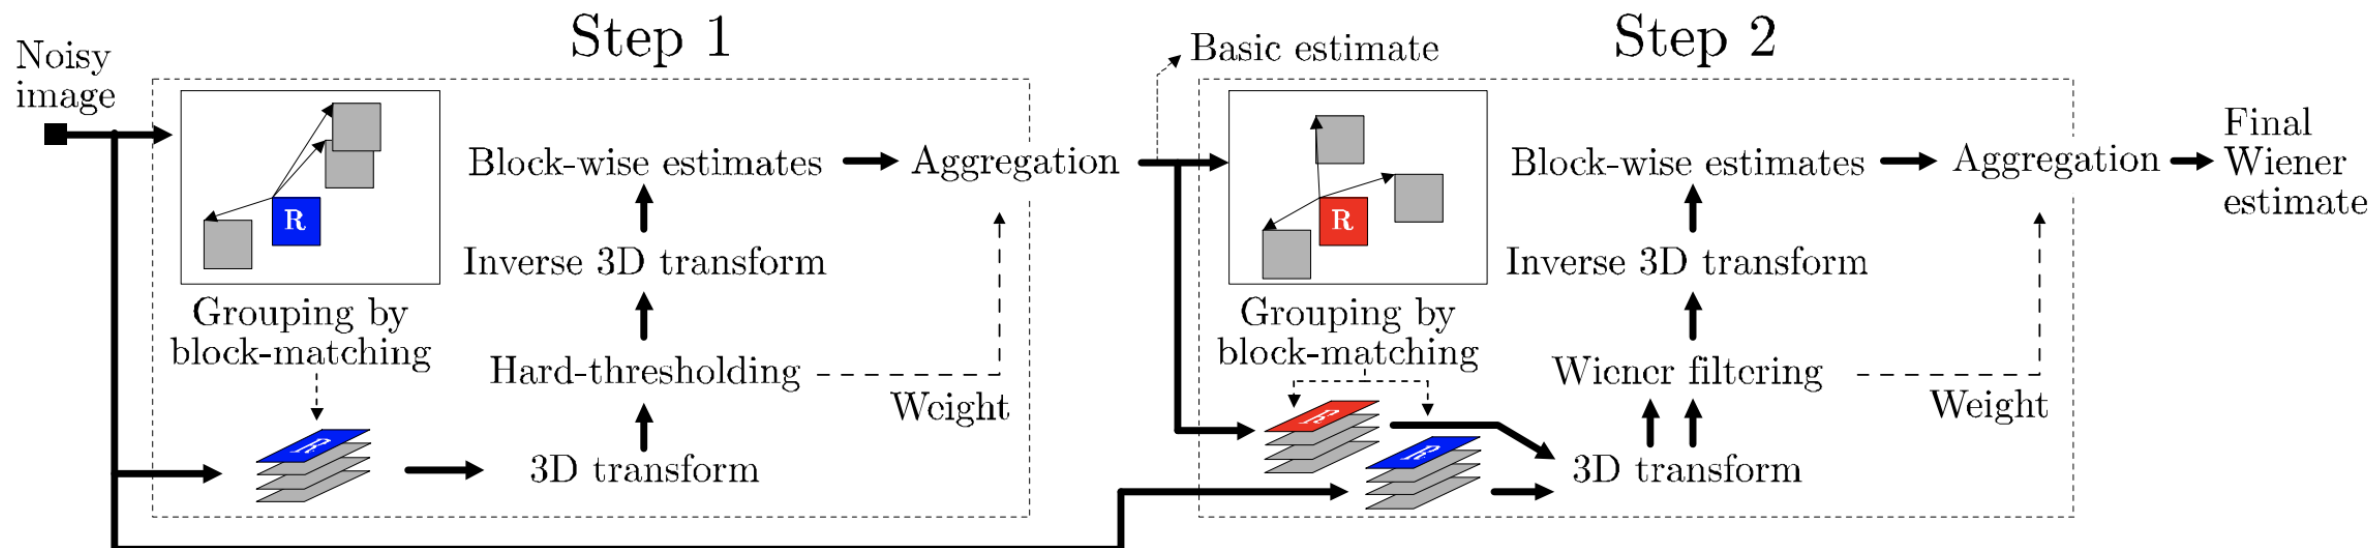 Step 1
Step 2
Noisy
image
R
Grouping by
block-matching
R
3D transform
Hard-thresholding
Inverse 3D transform
Block-wise estimates
Aggregation
Weight
Basic estimate
R
Grouping by
block-matching
R
R
3D transform
Wiener filtering
Inverse 3D transform
Block-wise estimates
Aggregation
Weight
Final
Wiener
estimate